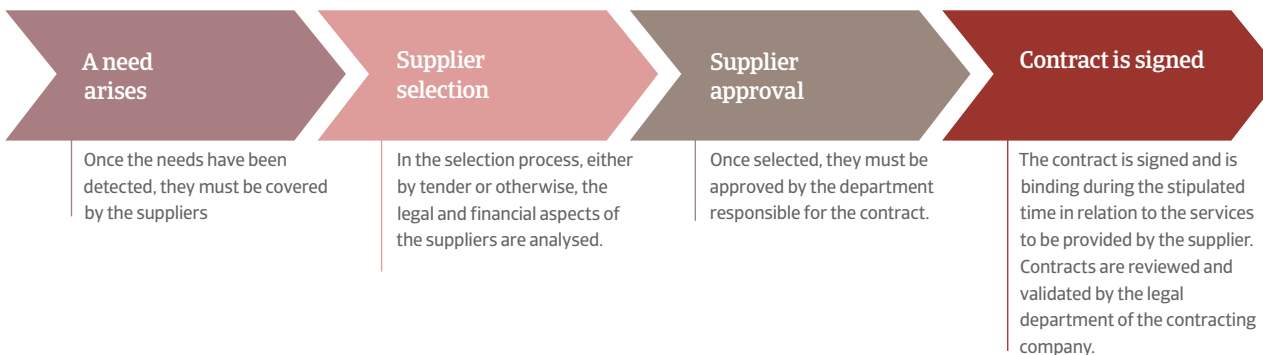 A need
arises
Once the needs have been
detected, they must be covered
by the suppliers
Supplier
selection
In the selection process, either
by tender or otherwise, the
legal and financial aspects of
the suppliers are analysed.
Supplier
approval
Once selected, they must be
approved by the department
responsible for the contract.
Contract is signed
The contract is signed and is
binding during the stipulated
time in relation to the services
to be provided by the supplier.
Contracts are reviewed and
validated by the legal
department of the contracting
company.